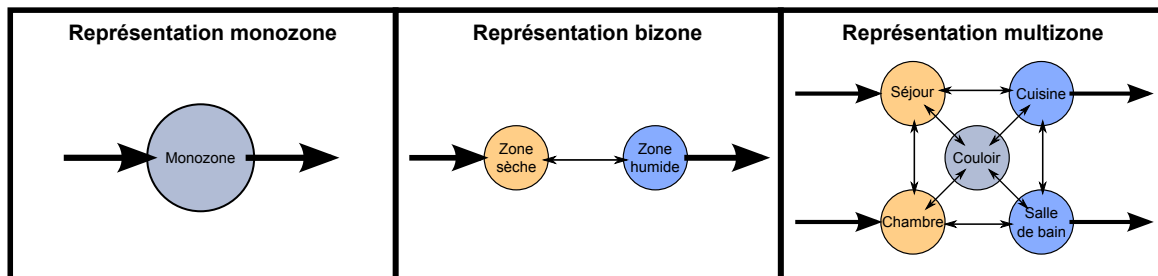 Représentation monozone
Monozone
Représentation bizone
Zone
sèche
Zone
humide
Représentation multizone
Séjour
Cuisine
Couloir
Chambre
Salle
de bain